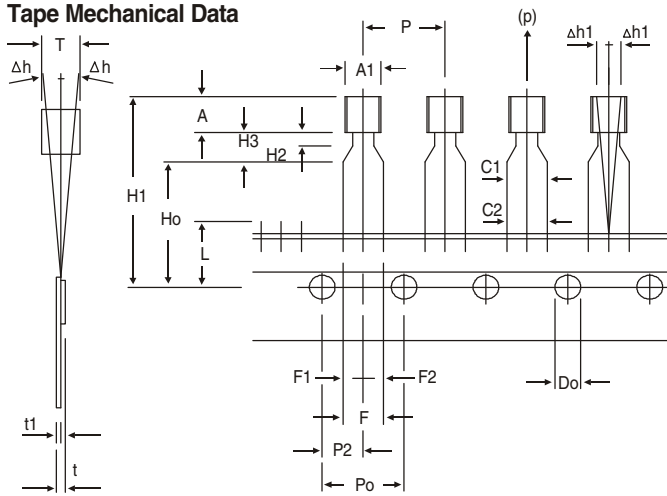 Tape Mechanical Data
(p)
T
P
Δh1
Δh1
Δh
Δh
A1
A
H3
H2
C1
H1
Ho
C2
L
F1
F2
Do
t1
F
P2
t
Po